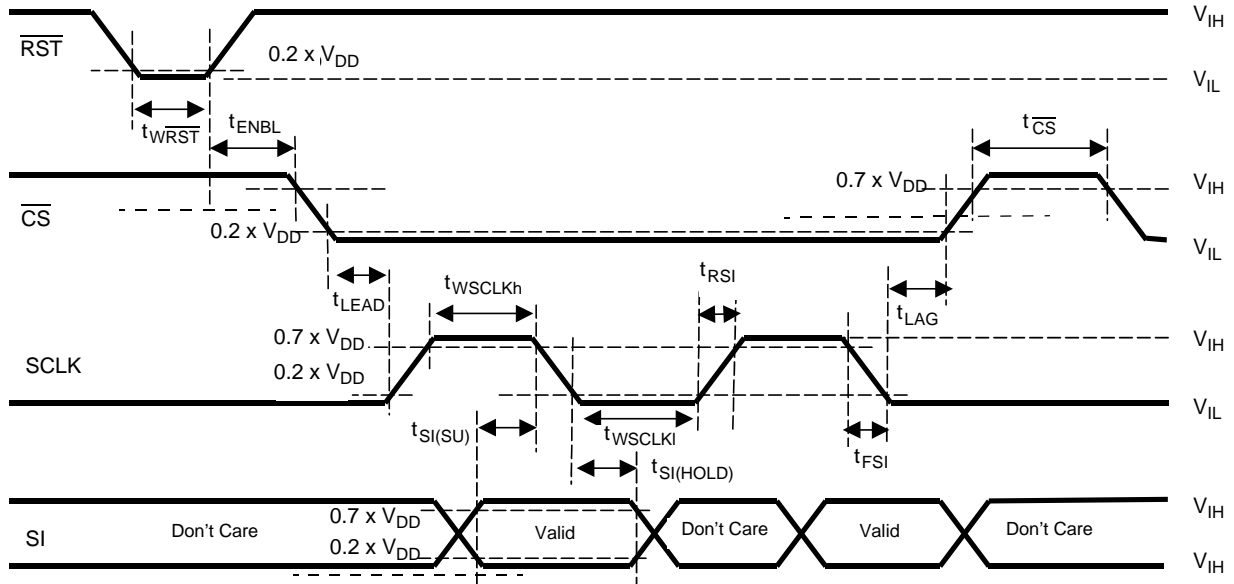 V_IH
RST
0.2 x V_DD
V_IL
t_WRST
t_ENBL
t_CS
0.7 x V_DD
V_IH
CS
0.2 x V_DD
V_IL
t_LEAD
t_WSCLKh
t_RSI
t_LAG
0.7 x V_DD
V_IH
SCLK
0.2 x V_DD
V_IL
t_SI(SU)
t_WSCLKl
t_FSI
t_SI(HOLD)
V_IH
0.7 x V_DD
SI
Don't Care
Valid
Don't Care
Valid
Don't Care
0.2 x V_DD
V_IH